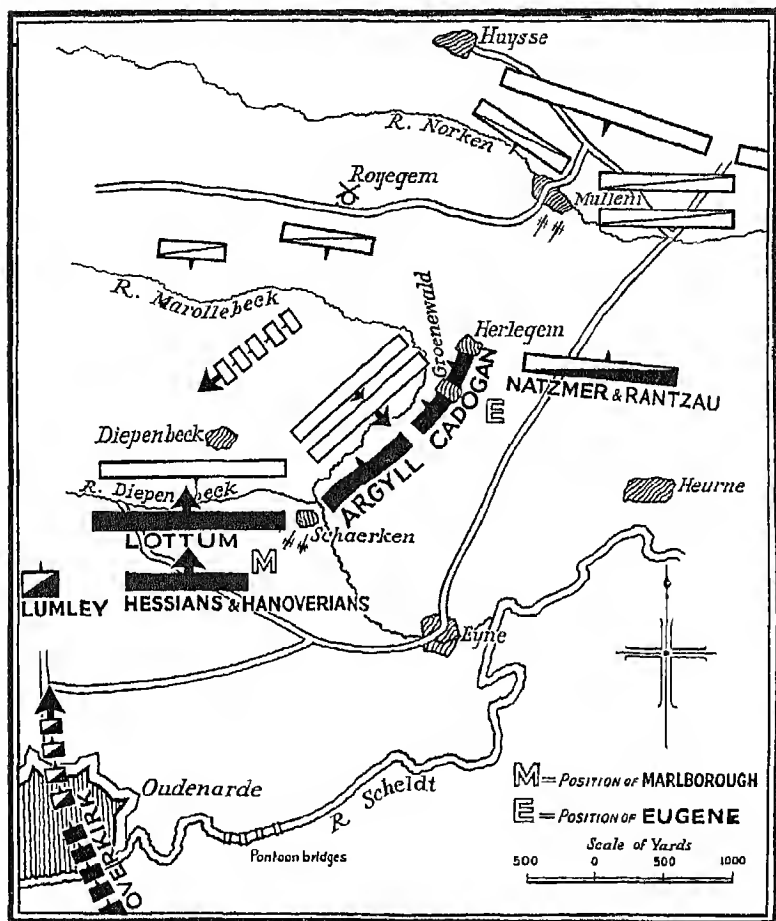 Huysse
R. Norken
Royegem
Mullem
R. Marollebeck
Groenewald
Herlegem
CADOGAN
E
NATZMER & RANTZAU
Diepenbeck
ARGYLL
R. Diepenbeck
Heurne
LOTTUM
Schaerken
M
LUMLEY
HESSIANS & HANOVERIANS
Eyne
Oudenarde
R Scheldt
OVERKIRK
Pontoon bridges
M = POSITION OF MARLBOROUGH
E = POSITION OF EUGENE
Scale of Yards
500 0 500 1000